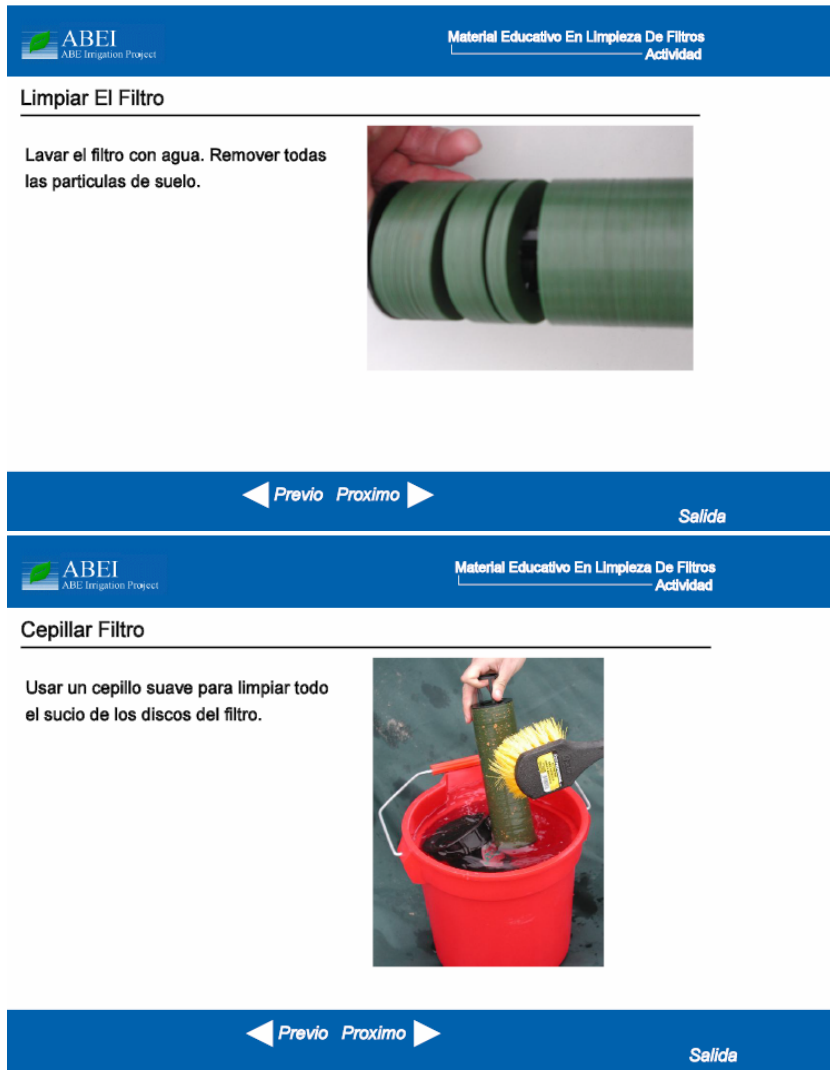 ABEI
ABE Irrigation Project
Material Educativo En Limpieza De Filtros
Actividad
Limpiar El Filtro
Lavar el filtro con agua. Remover todas
las particulas de suelo.
Previo Proximo
Salida
ABEI
ABE Irrigation Project
Material Educativo En Limpieza De Filtros
Actividad
Cepillar Filtro
Usar un cepillo suave para limpiar todo
el sucio de los discos del filtro.
Previo Proximo
Salida